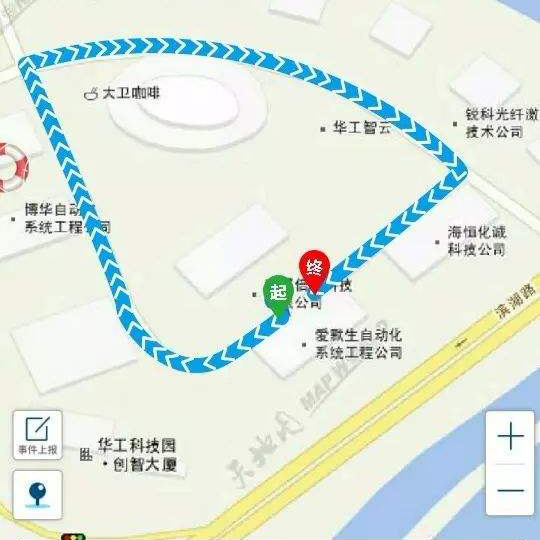 大卫咖啡
华工智云
锐科光纤激
技术公司
博华自动
系统工程公司
海恒化诚
科技公司
终
起
科技
公司
滨湖路
爱默生自动化
系统工程公司
MAP W
天地图
事件上报
华工科技园
·创智大厦